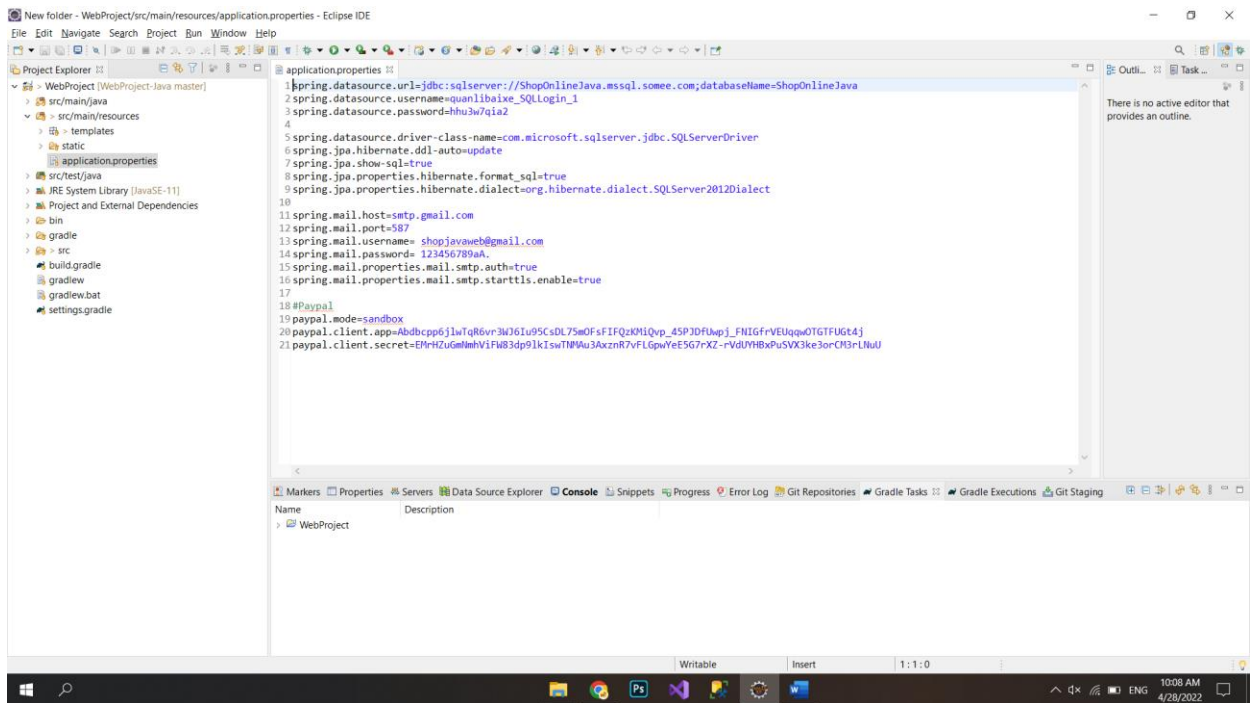 New folder - WebProject/src/main/resources/application.properties - Eclipse IDE
File Edit Navigate Search Project Run Window Help
Project Explorer
application.properties
Outli...
Task ...
WebProject [WebProject-Java master]
src/main/java
src/main/resources
templates
static
application.properties
src/test/java
JRE System Library [JavaSE-11]
Project and External Dependencies
bin
gradle
src
build.gradle
gradlew
gradlew.bat
settings.gradle
1 spring.datasource.url=jdbc:sqlserver://ShopOnlineJava.mssql.somee.com;databaseName=ShopOnlineJava
2 spring.datasource.username=quanlibaixe_SQLLogin_1
3 spring.datasource.password=hhu3w7qia2
4
5 spring.datasource.driver-class-name=com.microsoft.sqlserver.jdbc.SQLServerDriver
6 spring.jpa.hibernate.ddl-auto=update
7 spring.jpa.show-sql=true
8 spring.jpa.properties.hibernate.format_sql=true
9 spring.jpa.properties.hibernate.dialect=org.hibernate.dialect.SQLServer2012Dialect
10
11 spring.mail.host=smtp.gmail.com
12 spring.mail.port=587
13 spring.mail.username= shopjavaweb@gmail.com
14 spring.mail.password= 123456789aA.
15 spring.mail.properties.mail.smtp.auth=true
16 spring.mail.properties.mail.smtp.starttls.enable=true
17
18 #Paypal
19 paypal.mode=sandbox
20 paypal.client.app=Abdbcpp6jlwTqR6vr3WJ6Iu95CsDL75mOFsFIFQzKMiQvp_45PJDfUwpj_FNIGfrVEUqqwOTGTFUGt4j
21 paypal.client.secret=EMrHZuGmNmhViFW83dp9lkIswTNMAu3AxznR7vFLGpwYeE5G7rXZ-rVdUYHBxPuSVX3ke3orCM3rLNuU
There is no active editor that
provides an outline.
Markers Properties Servers Data Source Explorer Console Snippets Progress Error Log Git Repositories Gradle Tasks Gradle Executions Git Staging
Name Description
WebProject
Writable Insert 1:1:0
ENG
10:08 AM
4/28/2022